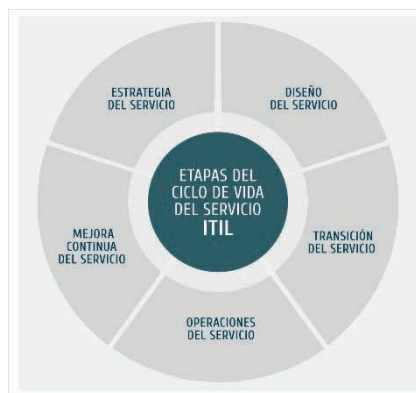 ESTRATEGIA
DEL SERVICIO
DISEÑO
DEL SERVICIO
ETAPAS DEL
CICLO DE VIDA
DEL SERVICIO
ITIL
MEJORA
CONTINUA
DEL SERVICIO
TRANSICIÓN
DEL SERVICIO
OPERACIONES
DEL SERVICIO